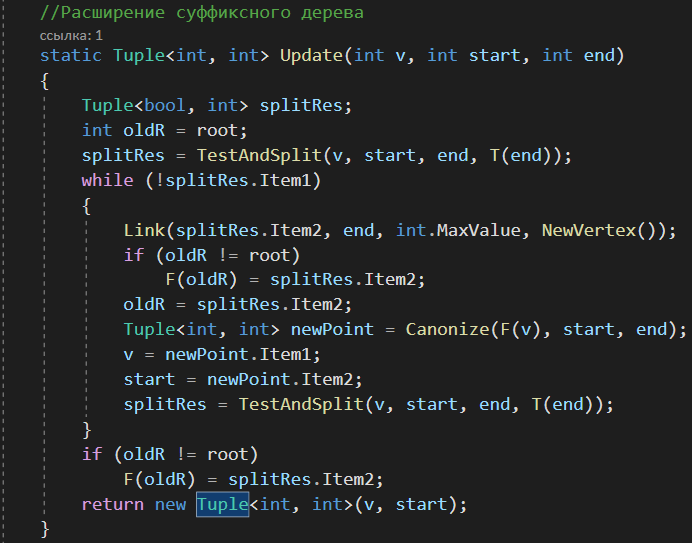 //Расширение суффиксного дерева
ссылка: 1
static Tuple<int, int> Update(int v, int start, int end)
{
Tuple<bool, int> splitRes;
int oldR = root;
splitRes = TestAndSplit(v, start, end, T(end));
while (!splitRes.Item1)
{
Link(splitRes.Item2, end, int.MaxValue, NewVertex());
if (oldR != root)
F(oldR) = splitRes.Item2;
oldR = splitRes.Item2;
Tuple<int, int> newPoint = Canonize(F(v), start, end);
v = newPoint.Item1;
start = newPoint.Item2;
splitRes = TestAndSplit(v, start, end, T(end));
}
if (oldR != root)
F(oldR) = splitRes.Item2;
return new Tuple<int, int>(v, start);
}